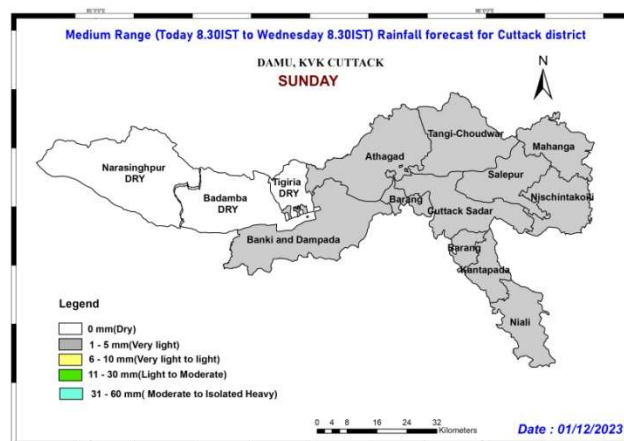 Medium Range (Today 8.30IST to Wednesday 8.30IST) Rainfall forecast for Cuttack district
DAMU, KVK CUTTACK
SUNDAY
N
Tangi-Choudwar
Mahanga
Athagad
Narasinghpur
DRY
Tigiria
DRY
Salepur
Badamba
DRY
Nischintakoili
Barang
Cuttack Sadar
Banki and Dampada
Barang
Kantapada
Niali
Legend
0 mm(Dry)
1 - 5 mm(Very light)
6 - 10 mm(Very light to light)
11 - 30 mm(Light to Moderate)
31 - 60 mm( Moderate to Isolated Heavy)
0 4 8 16 24 32
Kilometers
Date : 01/12/2023